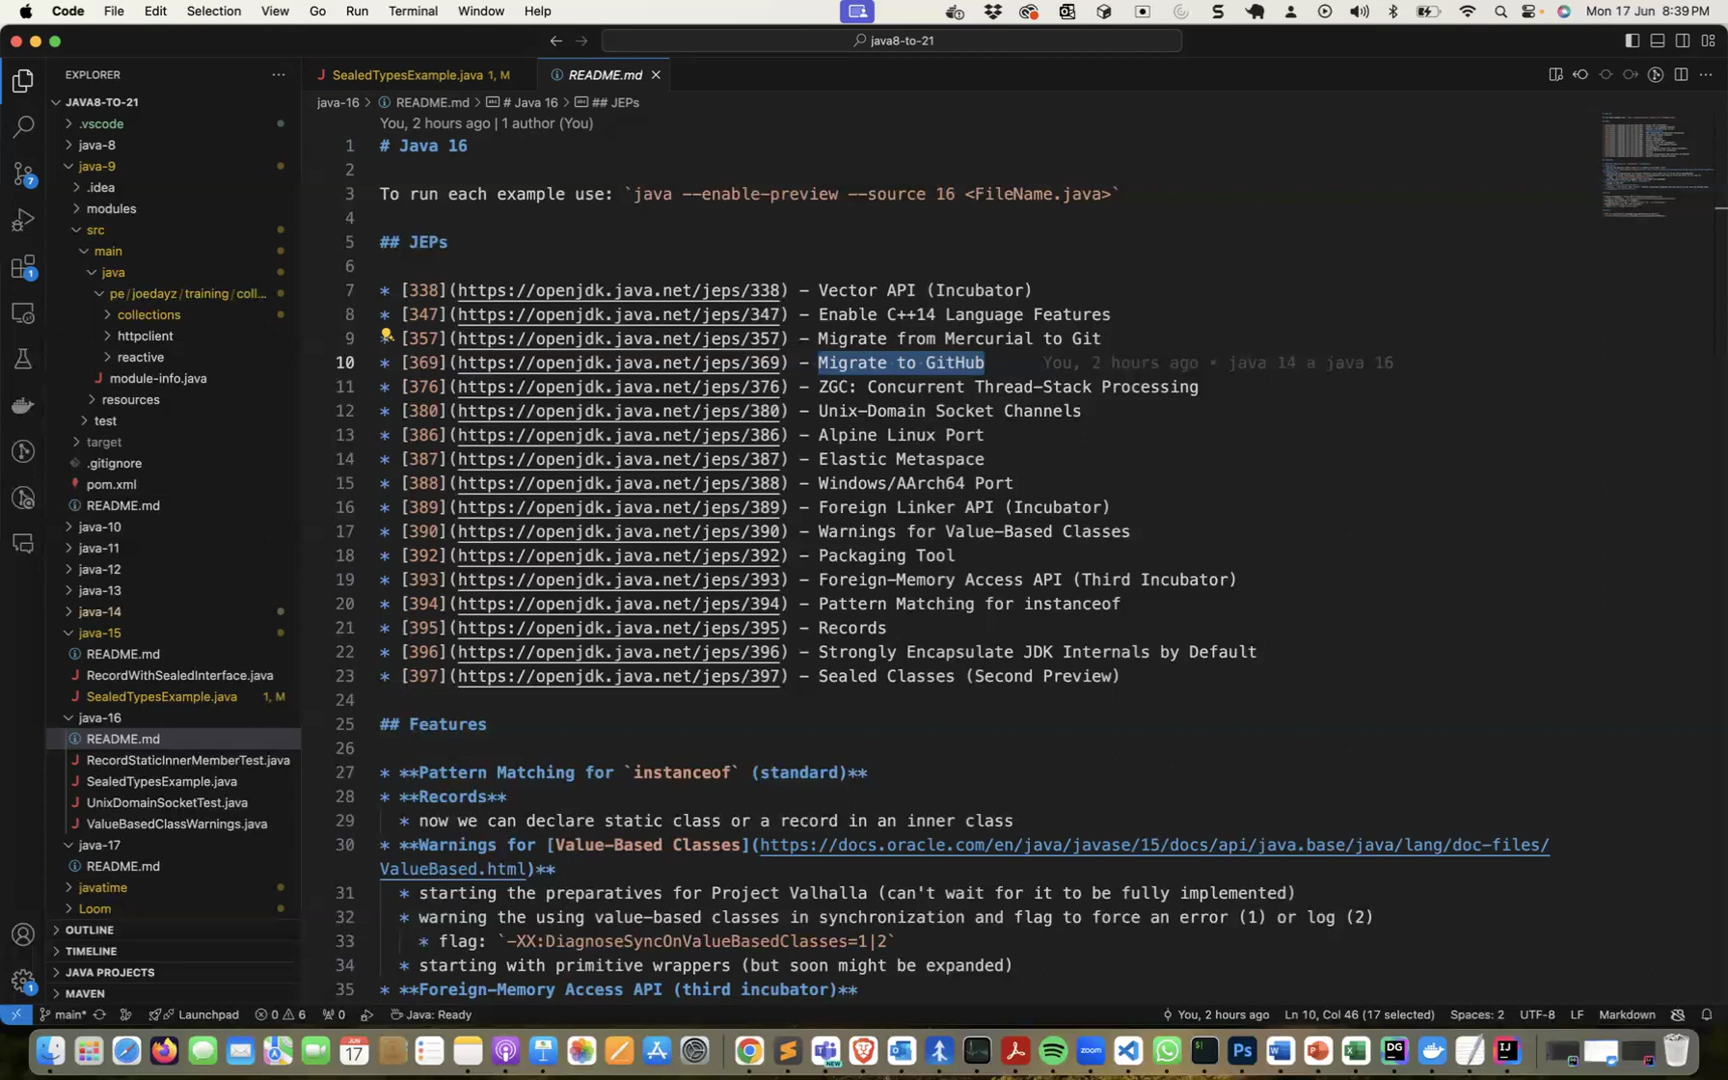 Code File Edit Selection View Go Run Terminal Window Help
Mon 17 Jun 8:39 PM
java8-to-21
EXPLORER
SealedTypesExample.java 1, M
README.md
JAVA8-TO-21
.vscode
java-8
java-9
.idea
modules
src
main
java
pe/joedayz/training/coll...
collections
httpclient
reactive
module-info.java
resources
test
target
.gitignore
pom.xml
README.md
java-10
java-11
java-12
java-13
java-14
java-15
README.md
RecordWithSealedInterface.java
SealedTypesExample.java 1, M
java-16
README.md
RecordStaticInnerMemberTest.java
SealedTypesExample.java
UnixDomainSocketTest.java
ValueBasedClassWarnings.java
java-17
README.md
javatime
Loom
OUTLINE
TIMELINE
JAVA PROJECTS
MAVEN
7
1
1
java-16 > README.md > # Java 16 > ## JEPs
You, 2 hours ago | 1 author (You)
1 # Java 16
2
3 To run each example use: `java --enable-preview --source 16 <FileName.java>`
4
5 ## JEPs
6
7 * [338](https://openjdk.java.net/jeps/338) - Vector API (Incubator)
8 * [347](https://openjdk.java.net/jeps/347) - Enable C++14 Language Features
9 * [357](https://openjdk.java.net/jeps/357) - Migrate from Mercurial to Git
10 * [369](https://openjdk.java.net/jeps/369) - Migrate to GitHub You, 2 hours ago • java 14 a java 16
11 * [376](https://openjdk.java.net/jeps/376) - ZGC: Concurrent Thread-Stack Processing
12 * [380](https://openjdk.java.net/jeps/380) - Unix-Domain Socket Channels
13 * [386](https://openjdk.java.net/jeps/386) - Alpine Linux Port
14 * [387](https://openjdk.java.net/jeps/387) - Elastic Metaspace
15 * [388](https://openjdk.java.net/jeps/388) - Windows/AArch64 Port
16 * [389](https://openjdk.java.net/jeps/389) - Foreign Linker API (Incubator)
17 * [390](https://openjdk.java.net/jeps/390) - Warnings for Value-Based Classes
18 * [392](https://openjdk.java.net/jeps/392) - Packaging Tool
19 * [393](https://openjdk.java.net/jeps/393) - Foreign-Memory Access API (Third Incubator)
20 * [394](https://openjdk.java.net/jeps/394) - Pattern Matching for instanceof
21 * [395](https://openjdk.java.net/jeps/395) - Records
22 * [396](https://openjdk.java.net/jeps/396) - Strongly Encapsulate JDK Internals by Default
23 * [397](https://openjdk.java.net/jeps/397) - Sealed Classes (Second Preview)
24
25 ## Features
26
27 * **Pattern Matching for `instanceof` (standard)**
28 * **Records**
29 * now we can declare static class or a record in an inner class
30 * **Warnings for [Value-Based Classes](https://docs.oracle.com/en/java/javase/15/docs/api/java.base/java/lang/doc-files/
ValueBased.html)**
31 * starting the preparatives for Project Valhalla (can't wait for it to be fully implemented)
32 * warning the using value-based classes in synchronization and flag to force an error (1) or log (2)
33 * flag: `-XX:DiagnoseSyncOnValueBasedClasses=1|2`
34 * starting with primitive wrappers (but soon might be expanded)
35 * **Foreign-Memory Access API (third incubator)**
main* Launchpad 0 6 0 Java: Ready
You, 2 hours ago Ln 10, Col 46 (17 selected) Spaces: 2 UTF-8 LF Markdown
JUN
17
zoom